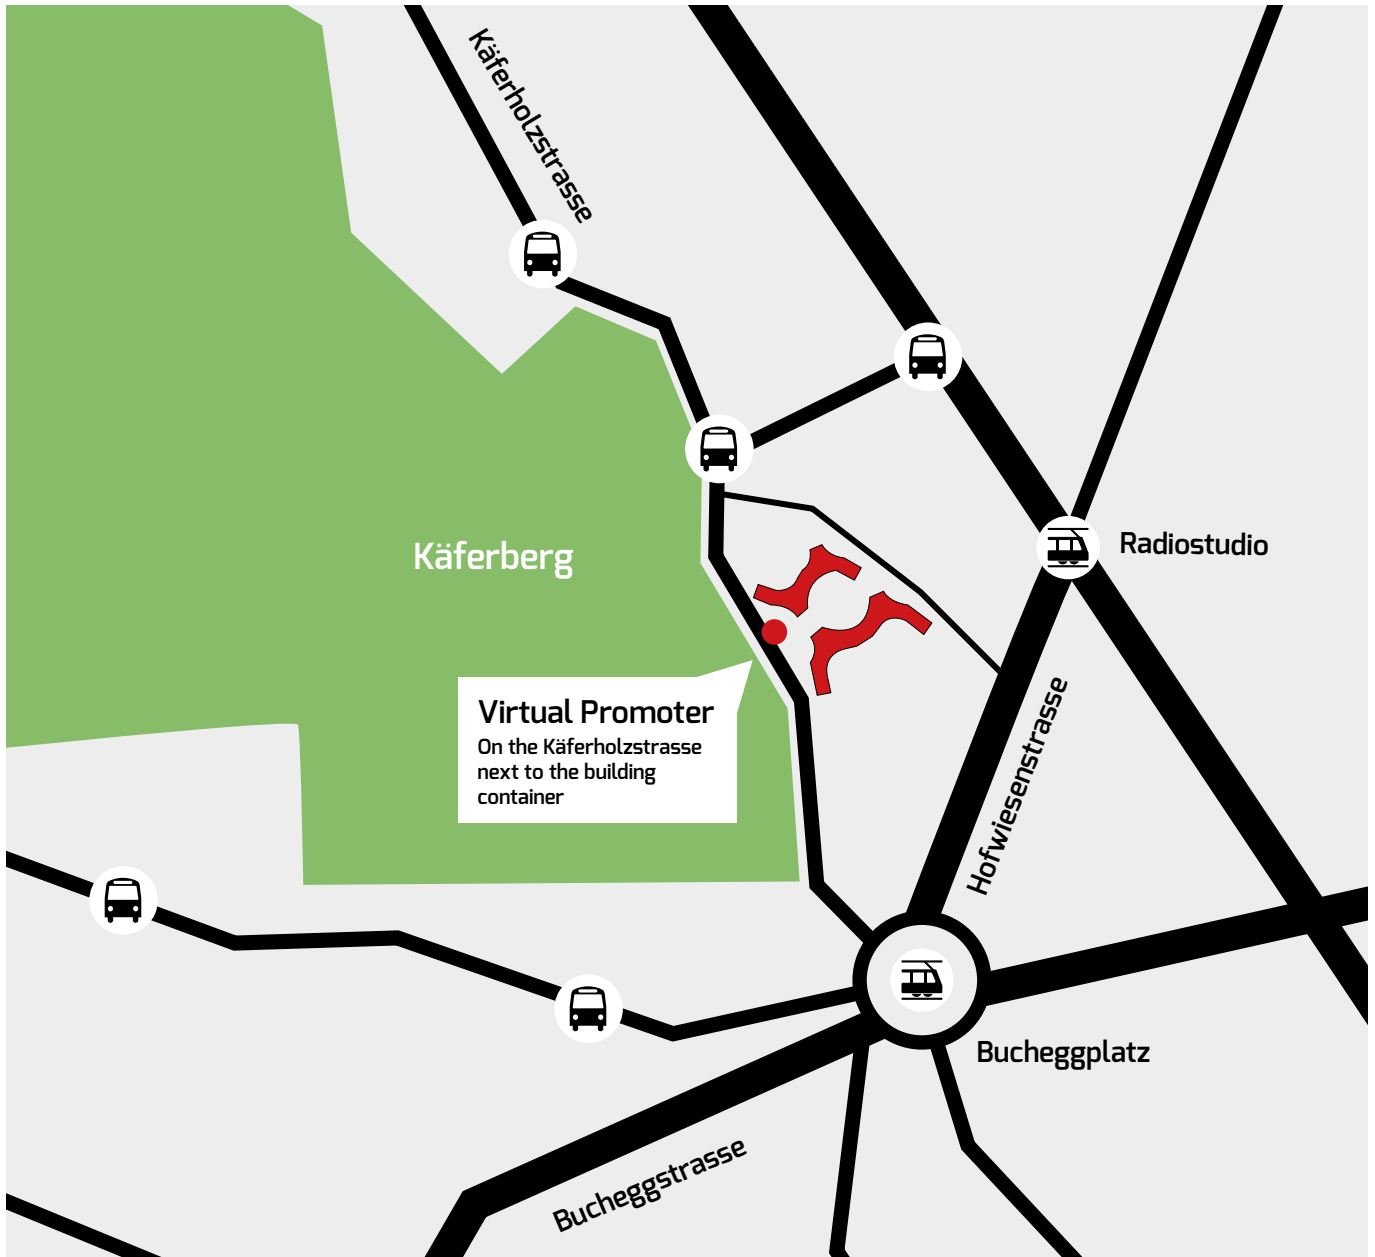 Käferholzstrasse
Radiostudio
Käferberg
Virtual Promoter
On the Käferholzstrasse
next to the building
container
Hofwiesenstrasse
Bucheggplatz
Bucheggstrasse